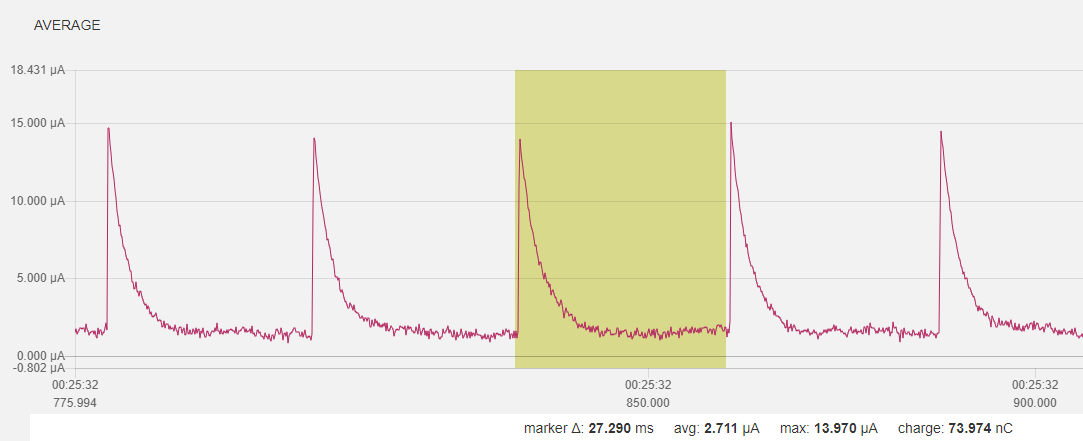 AVERAGE
18.431 µA
15.000 µA
10.000 µA
5.000 µA
0.000 µA
-0.802 µA
00:25:32 00:25:32 00:25:32
775.994 850.000 900.000
marker Δ: 27.290 ms avg: 2.711 µA max: 13.970 µA charge: 73.974 nC